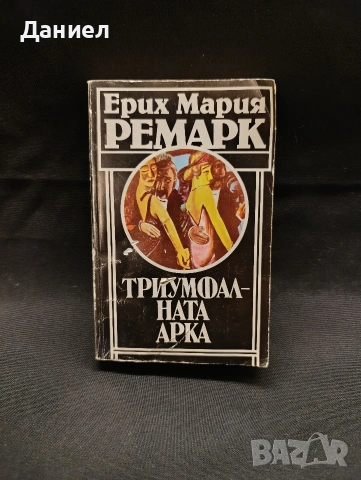 Даниел
Ерих Мария
РЕМАРК
ТРИУМФАЛ-
НАТА
АРКА
BAZAR